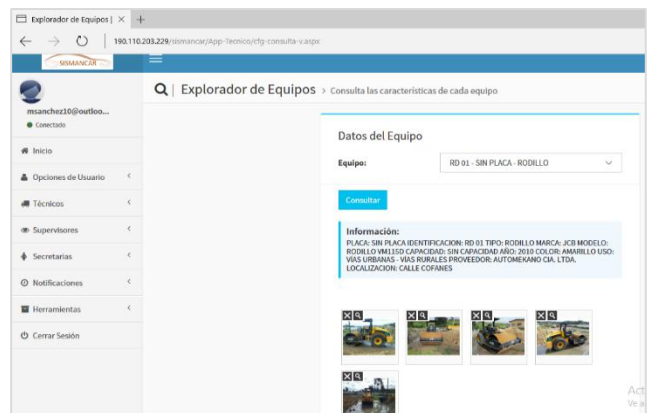 Explorador de Equipos |
190.110.203.229/sismancar/App-Tecnico/cfg-consulta-v.aspx
SISMANCAR
Explorador de Equipos > Consulta las características de cada equipo
msanchez10@outloo...
Conectado
Inicio
Opciones de Usuario
Técnicos
Supervisores
Secretarias
Notificaciones
Herramientas
Cerrar Sesión
Datos del Equipo
Equipo: RD 01 - SIN PLACA - RODILLO
Consultar
Información:
PLACA: SIN PLACA IDENTIFICACION: RD 01 TIPO: RODILLO MARCA: JCB MODELO:
RODILLO VM115D CAPACIDAD: SIN CAPACIDAD AÑO: 2010 COLOR: AMARILLO USO:
VIAS URBANAS - VIAS RURALES PROVEEDOR: AUTOMEKANO CIA. LTDA.
LOCALIZACION: CALLE COFANES
Act
Ve a